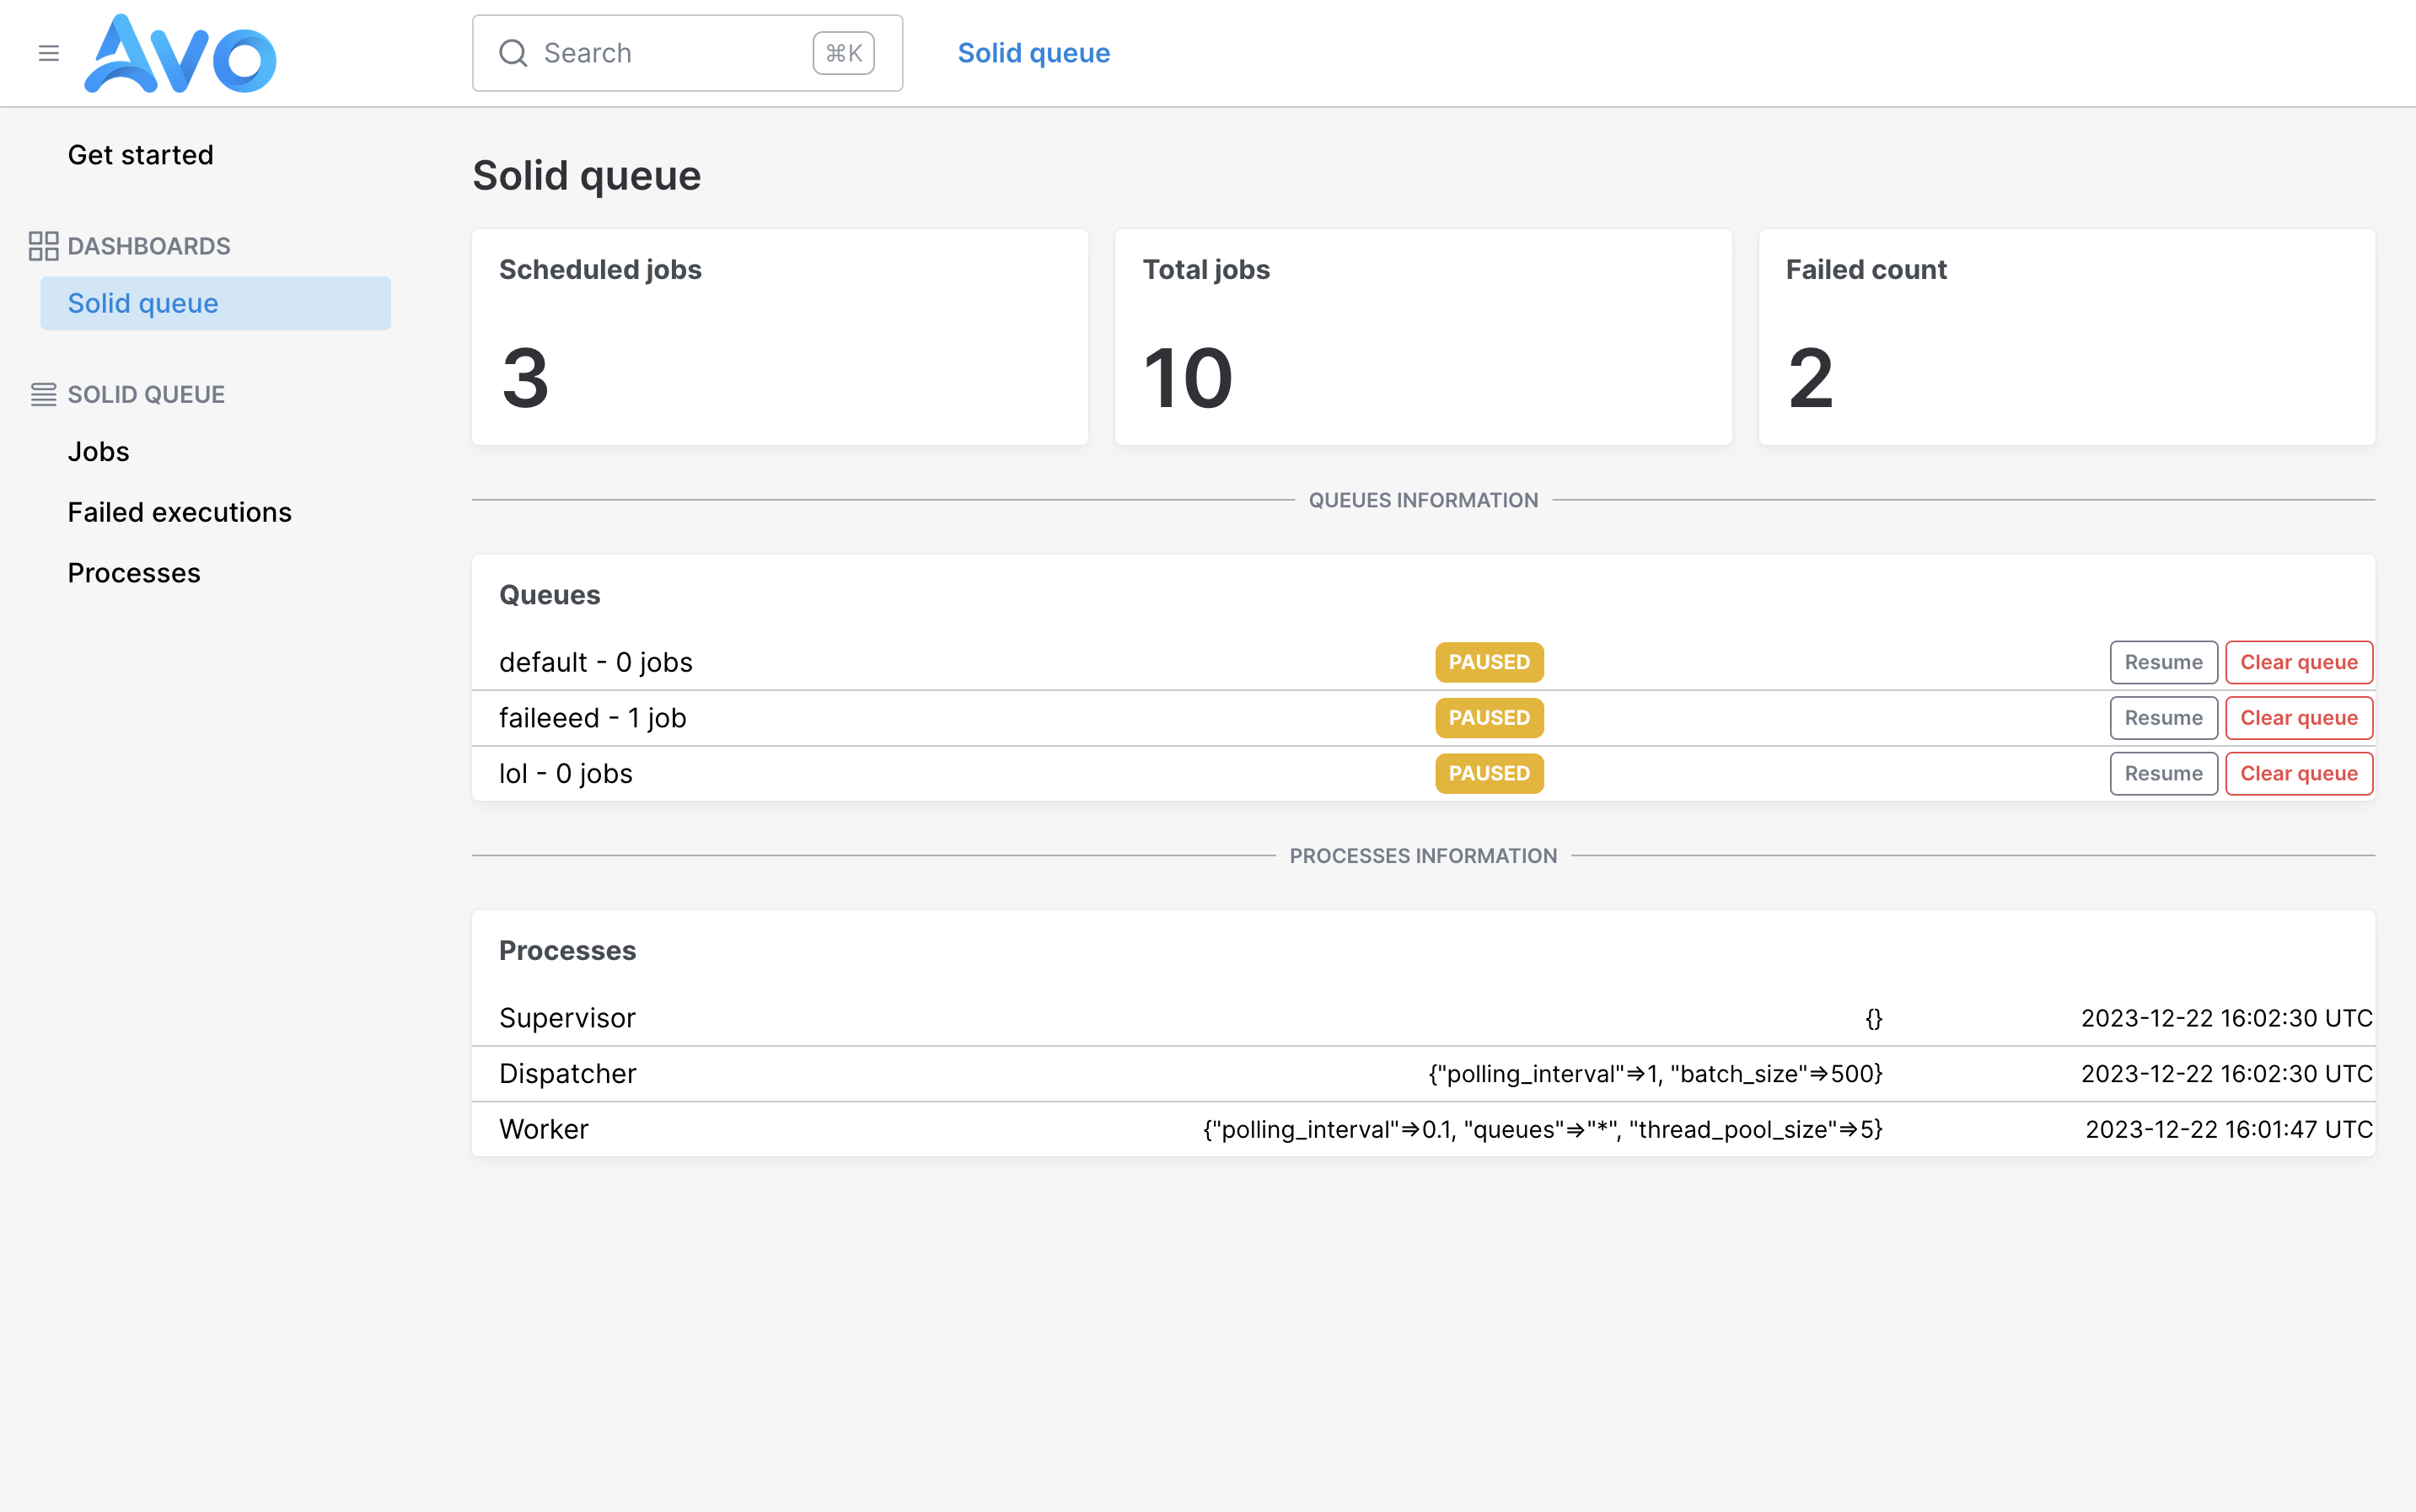 Avo
Search ⌘K
Solid queue
Get started
DASHBOARDS
Solid queue
SOLID QUEUE
Jobs
Failed executions
Processes
Solid queue
Scheduled jobs
3
Total jobs
10
Failed count
2
QUEUES INFORMATION
Queues
default - 0 jobs PAUSED Resume Clear queue
faileeed - 1 job PAUSED Resume Clear queue
lol - 0 jobs PAUSED Resume Clear queue
PROCESSES INFORMATION
Processes
Supervisor {} 2023-12-22 16:02:30 UTC
Dispatcher {"polling_interval"=>1, "batch_size"=>500} 2023-12-22 16:02:30 UTC
Worker {"polling_interval"=>0.1, "queues"=>"*", "thread_pool_size"=>5} 2023-12-22 16:01:47 UTC